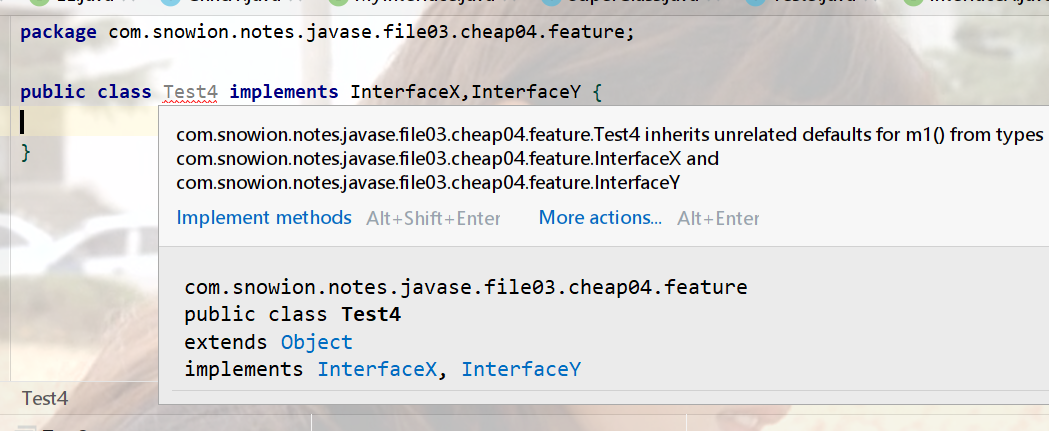 package com.snowion.notes.javase.file03.cheap04.feature;
public class Test4 implements InterfaceX,InterfaceY {
}
com.snowion.notes.javase.file03.cheap04.feature.Test4 inherits unrelated defaults for m1() from types
com.snowion.notes.javase.file03.cheap04.feature.InterfaceX and
com.snowion.notes.javase.file03.cheap04.feature.InterfaceY
Implement methods Alt+Shift+Enter More actions... Alt+Enter
com.snowion.notes.javase.file03.cheap04.feature
public class Test4
extends Object
implements InterfaceX, InterfaceY
Test4